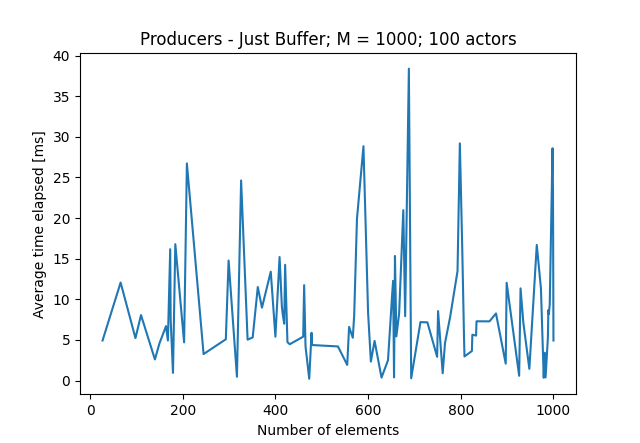 Producers - Just Buffer; M = 1000; 100 actors
40
35
30
25
20
15
10
5
0
Average time elapsed [ms]
0 200 400 600 800 1000
Number of elements